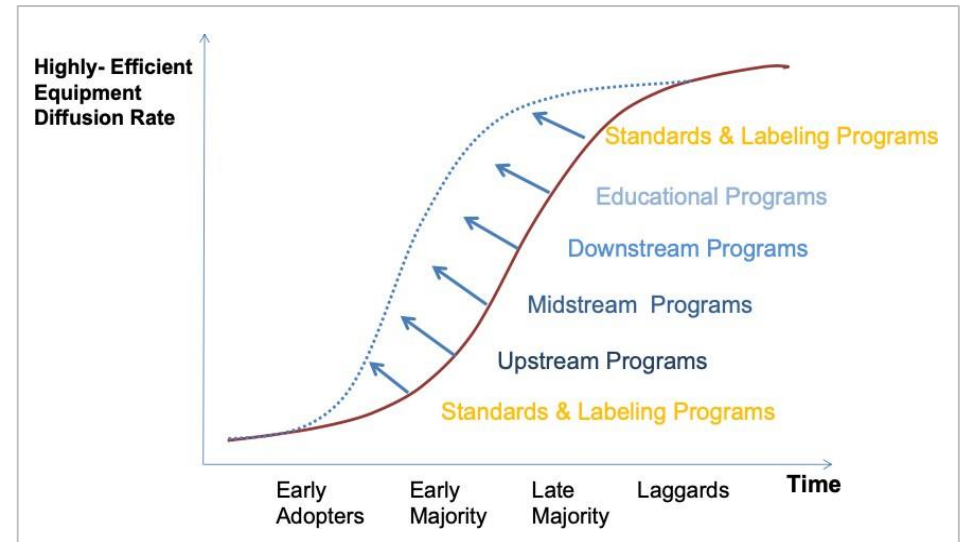 Highly- Efficient
Equipment
Diffusion Rate
Standards & Labeling Programs
Educational Programs
Downstream Programs
Midstream Programs
Upstream Programs
Standards & Labeling Programs
Early
Adopters
Early
Majority
Late
Majority
Laggards
Time